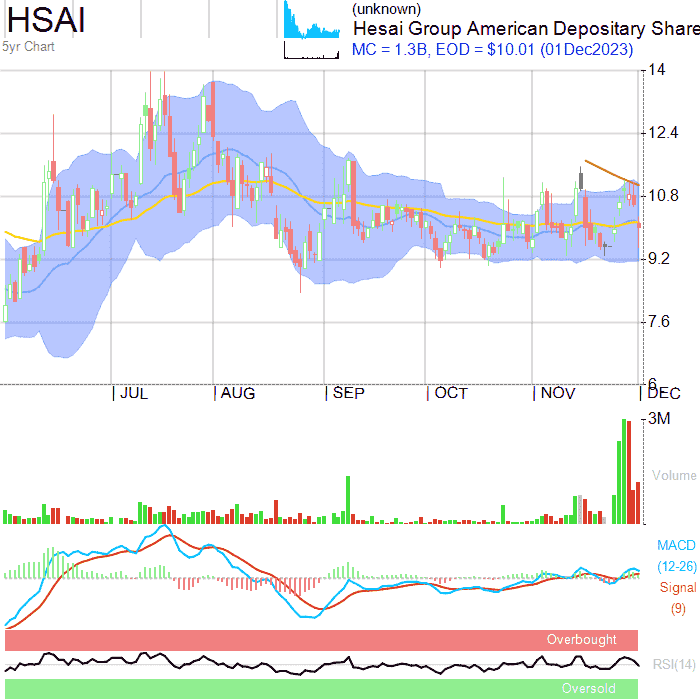 HSAI
5yr Chart
(unknown)
Hesai Group American Depositary Share
MC = 1.3B, EOD = $10.01 (01Dec2023)
14
12.4
10.8
9.2
7.6
6
JUL AUG SEP OCT NOV DEC
3M
Volume
MACD
(12-26)
Signal
(9)
Overbought
RSI(14)
Oversold